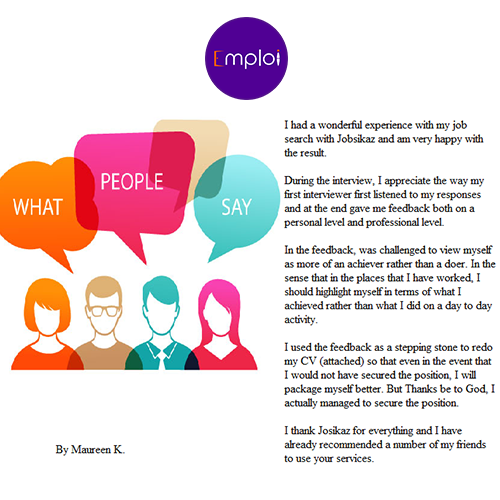 Emploi
WHAT
PEOPLE
SAY
I had a wonderful experience with my job
search with Jobsikaz and am very happy with
the result.
During the interview, I appreciate the way my
first interviewer first listened to my responses
and at the end gave me feedback both on a
personal level and professional level.
In the feedback, was challenged to view myself
as more of an achiever rather than a doer. In the
sense that in the places that I have worked, I
should highlight myself in terms of what I
achieved rather than what I did on a day to day
activity.
I used the feedback as a stepping stone to redo
my CV (attached) so that even in the event that
I would not have secured the position, I will
package myself better. But Thanks be to God, I
actually managed to secure the position.
I thank Josikaz for everything and I have
already recommended a number of my friends
to use your services.
By Maureen K.